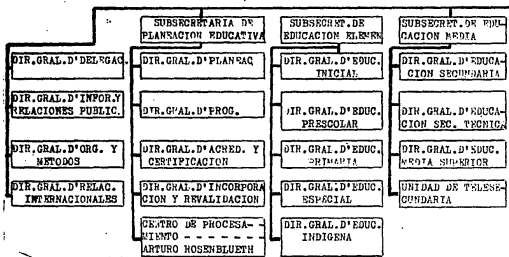 SUBSECRETARIA DE
PLANEACION EDUCATIVA
SUBSECRET.DE
EDUCACION ELEMEN
SUBSECRET.DE EDU-
CACION MEDIA
DIR.GRAL.D'DELEGAC.
DIR.GRAL.D'PLANEAC
DIR.GRAL.D'EDUC.
INICIAL
DIR.GRAL.D'EDUCA-
CION SECUNDARIA
DIR.GRAL.D'INFOR.Y
RELACIONES PUBLIC.
DIR.GRAL.D'PROG.
DIR.GRAL.D'EDUC.
PRESCOLAR
DIR.GRAL.D'EDUCA-
CION SEC. TECNICA
DIR.GRAL.D'ORG. Y
METODOS
DIR.GRAL.D'ACRED. Y
CERTIFICACION
DIR.GRAL.D'EDUC.
PRIMARIA
DIR.GRAL.D'EDUC.
MEDIA SUPERIOR
DIR.GRAL.D'RELAC.
INTERNACIONALES
DIR.GRAL.D'INCORPORA
CION Y REVALIDACION
DIR.GRAL.D'EDUC.
ESPECIAL
UNIDAD DE TELESE-
CUNDARIA
CENTRO DE PROCESA-
MIENTO - - - - - - -
ARTURO ROSENBLUETH
DIR.GRAL.D'EDUC.
INDIGENA